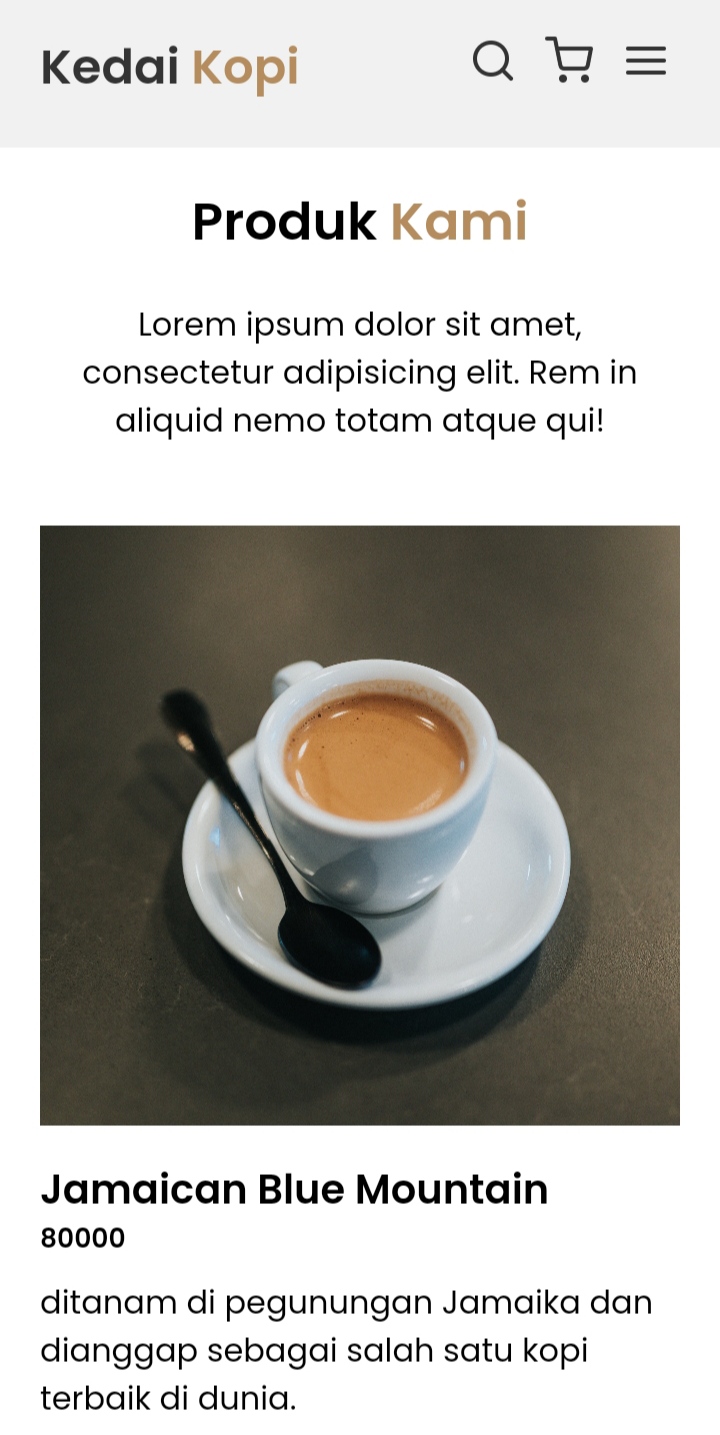 Kedai Kopi
Produk Kami
Lorem ipsum dolor sit amet,
consectetur adipisicing elit. Rem in
aliquid nemo totam atque qui!
Jamaican Blue Mountain
80000
ditanam di pegunungan Jamaika dan
dianggap sebagai salah satu kopi
terbaik di dunia.